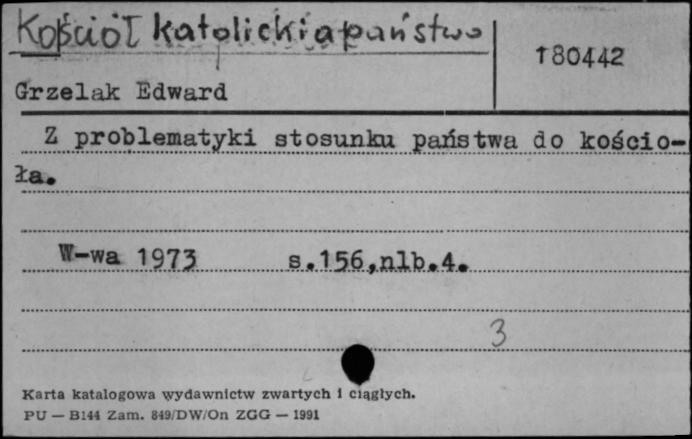 Kościół katolicki a państwo
180442
Grzelak Edward
Z problematyki stosunku państwa do kościo-
ła.
W-wa 1973 s.156,nlb.4.
3
Karta katalogowa wydawnictw zwartych i ciągłych.
PU — B144 Zam. 849/DW/On ZGG — 1991